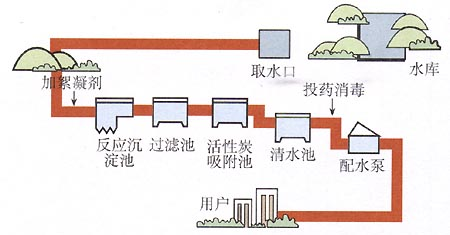 取水口
水库
加絮凝剂
投药消毒
反应沉
淀池
过滤池
活性炭
吸附池
清水池
配水泵
用户